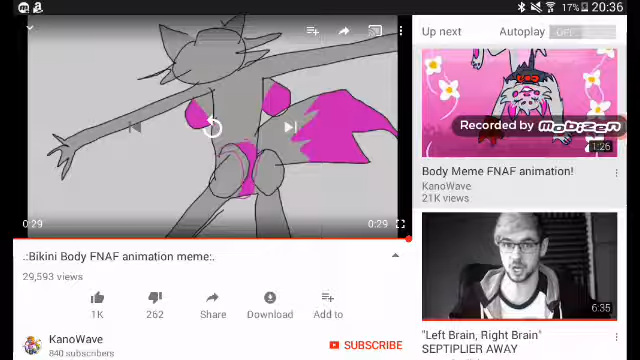 17% 20:36
Up next Autoplay OFF
Recorded by mobizen
1:26
Body Meme FNAF animation!
KanoWave
21K views
0:29 0:29
.:Bikini Body FNAF animation meme:.
29,593 views
1K 262 Share Download Add to
KanoWave
840 subscribers
SUBSCRIBE
6:35
"Left Brain, Right Brain"
SEPTIPLIER AWAY